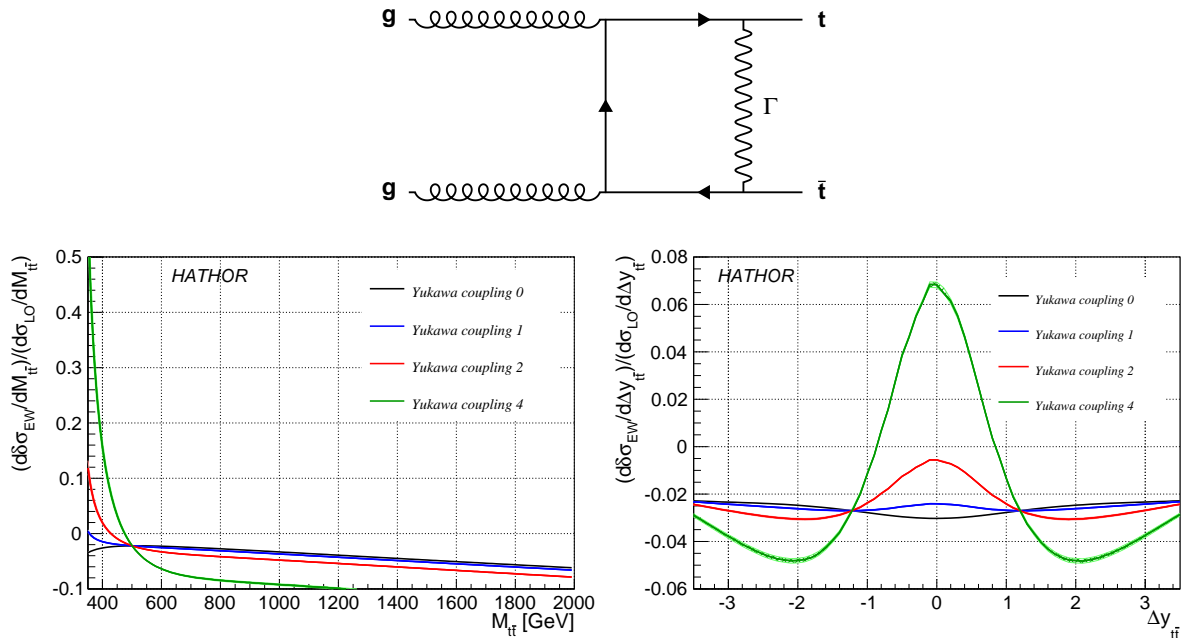 g
t
Γ
g
t̄
(dδσ_EW/dM_tt̄)/(dσ_LO/dM_tt̄)
0.5
0.4
0.3
0.2
0.1
0
-0.1
HATHOR
Yukawa coupling 0
Yukawa coupling 1
Yukawa coupling 2
Yukawa coupling 4
400 600 800 1000 1200 1400 1600 1800 2000
M_tt̄ [GeV]
(dδσ_EW/dΔy_tt̄)/(dσ_LO/dΔy_tt̄)
0.08
0.06
0.04
0.02
0
-0.02
-0.04
-0.06
HATHOR
Yukawa coupling 0
Yukawa coupling 1
Yukawa coupling 2
Yukawa coupling 4
-3 -2 -1 0 1 2 3
Δy_tt̄